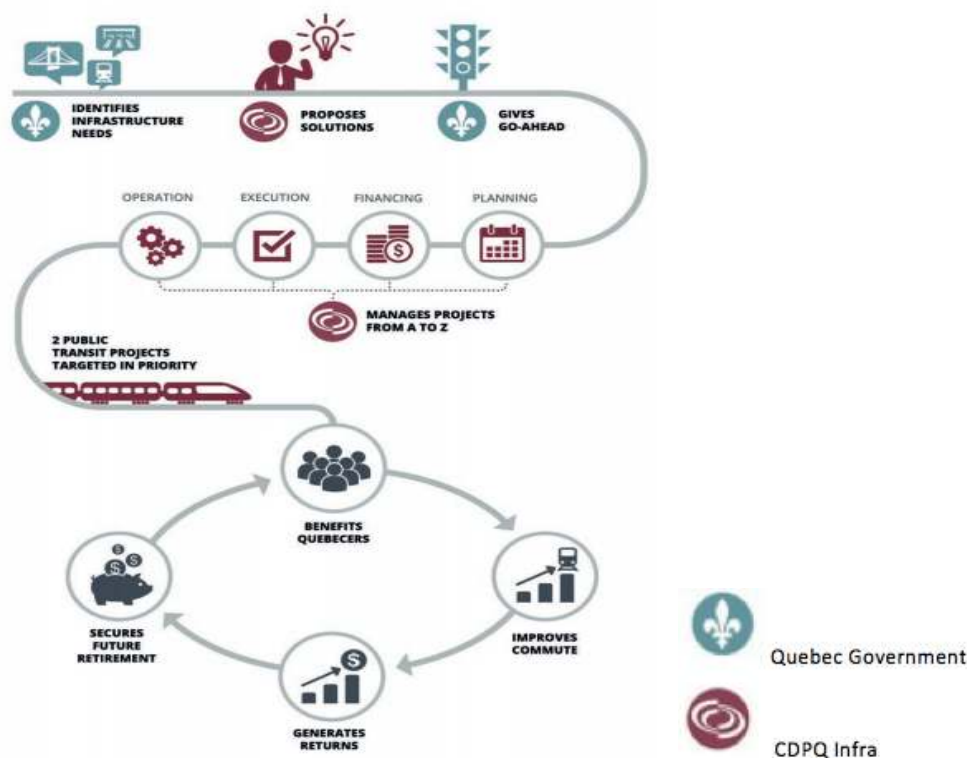 IDENTIFIES
INFRASTRUCTURE
NEEDS
PROPOSES
SOLUTIONS
GIVES
GO-AHEAD
OPERATION
EXECUTION
FINANCING
PLANNING
$
MANAGES PROJECTS
FROM A TO Z
2 PUBLIC
TRANSIT PROJECTS
TARGETED IN PRIORITY
BENEFITS
QUEBECERS
$
$
$
SECURES
FUTURE
RETIREMENT
IMPROVES
COMMUTE
$
GENERATES
RETURNS
Quebec Government
CDPQ Infra